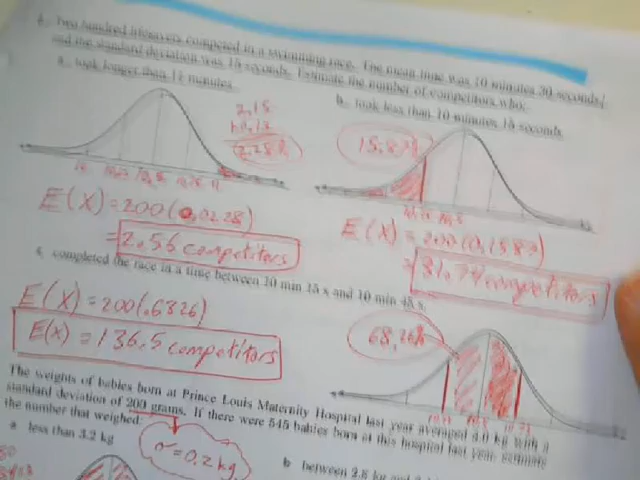 Two hundred lifesavers competed in a swimming race. The mean time was 10 minutes 30 seconds,
and the standard deviation was 15 seconds. Estimate the number of competitors who:
a. took longer than 11 minutes
b. took less than 10 minutes 15 seconds
2.15
2.28%
15.87%
E(X) = 200(0.0228)
= 2.56 competitors
E(X) = 200(0.1587)
= 31.74 competitors
c. completed the race in a time between 10 min 15 s and 10 min 45 s.
E(X) = 200(.6826)
E(X) = 136.5 competitors
68.26%
The weights of babies born at Prince Louis Maternity Hospital last year averaged 4.0 kg with a
standard deviation of 200 grams. If there were 545 babies born at this hospital last year, estimate
the number that weighed:
a less than 3.2 kg
σ = 0.2 kg
b between 2.8 kg and